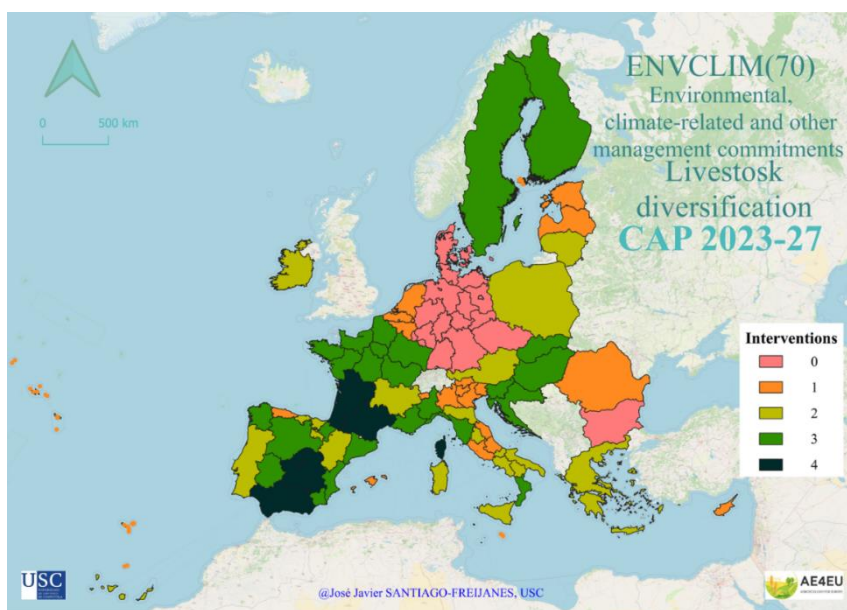 ENVCLIM(70)
Environmental,
climate-related and other
management commitments
Livestosk
diversification
CAP 2023-27
0 500 km
Interventions
0
1
2
3
4
USC
@José Javier SANTIAGO-FREIJANES, USC
AE4EU